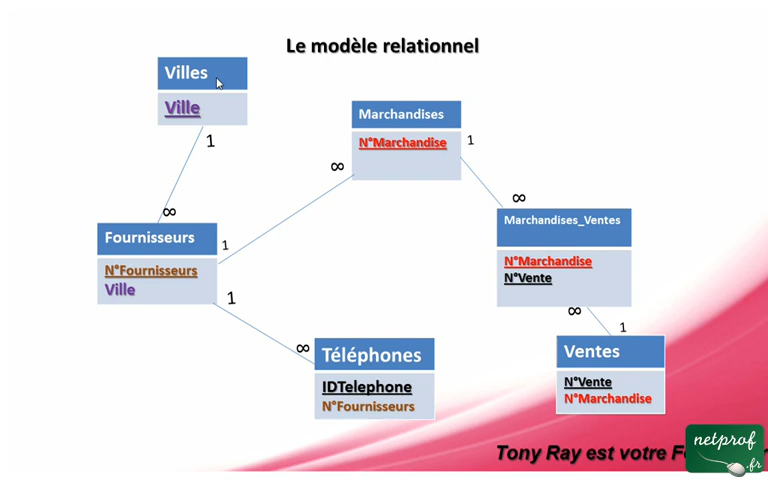 Le modèle relationnel
Villes
Ville
1
∞
Fournisseurs
N°Fournisseurs
Ville
1
∞
Marchandises
N°Marchandise
1
∞
Marchandises_Ventes
N°Marchandise
N°Vente
∞
1
Ventes
N°Vente
N°Marchandise
1
∞
Téléphones
IDTelephone
N°Fournisseurs
Tony Ray est votre
netprof
.fr